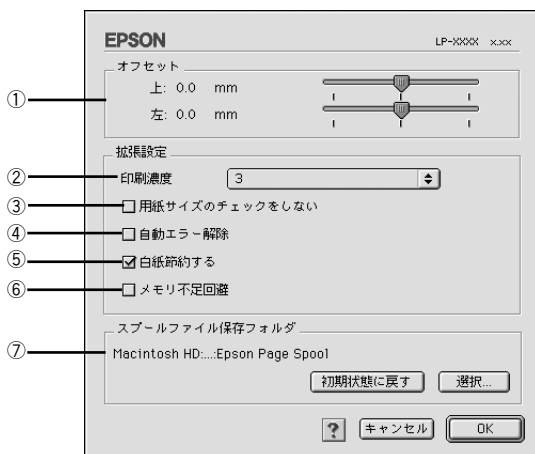 EPSON LP-XXXX x.xx
オフセット
① 上: 0.0 mm
左: 0.0 mm
拡張設定
② 印刷濃度 3
③ 用紙サイズのチェックをしない
④ 自動エラー解除
⑤ 白紙節約する
⑥ メモリ不足回避
スプールファイル保存フォルダ
⑦ Macintosh HD:...:Epson Page Spool
初期状態に戻す 選択...
? キャンセル OK